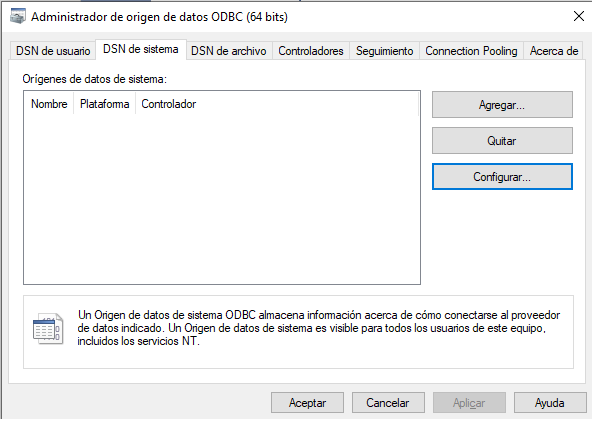 Administrador de origen de datos ODBC (64 bits)
DSN de usuario DSN de sistema DSN de archivo Controladores Seguimiento Connection Pooling Acerca de
Orígenes de datos de sistema:
Nombre Plataforma Controlador
Agregar...
Quitar
Configurar...
Un Origen de datos de sistema ODBC almacena información acerca de cómo conectarse al proveedor
de datos indicado. Un Origen de datos de sistema es visible para todos los usuarios de este equipo,
incluidos los servicios NT.
Aceptar Cancelar Aplicar Ayuda